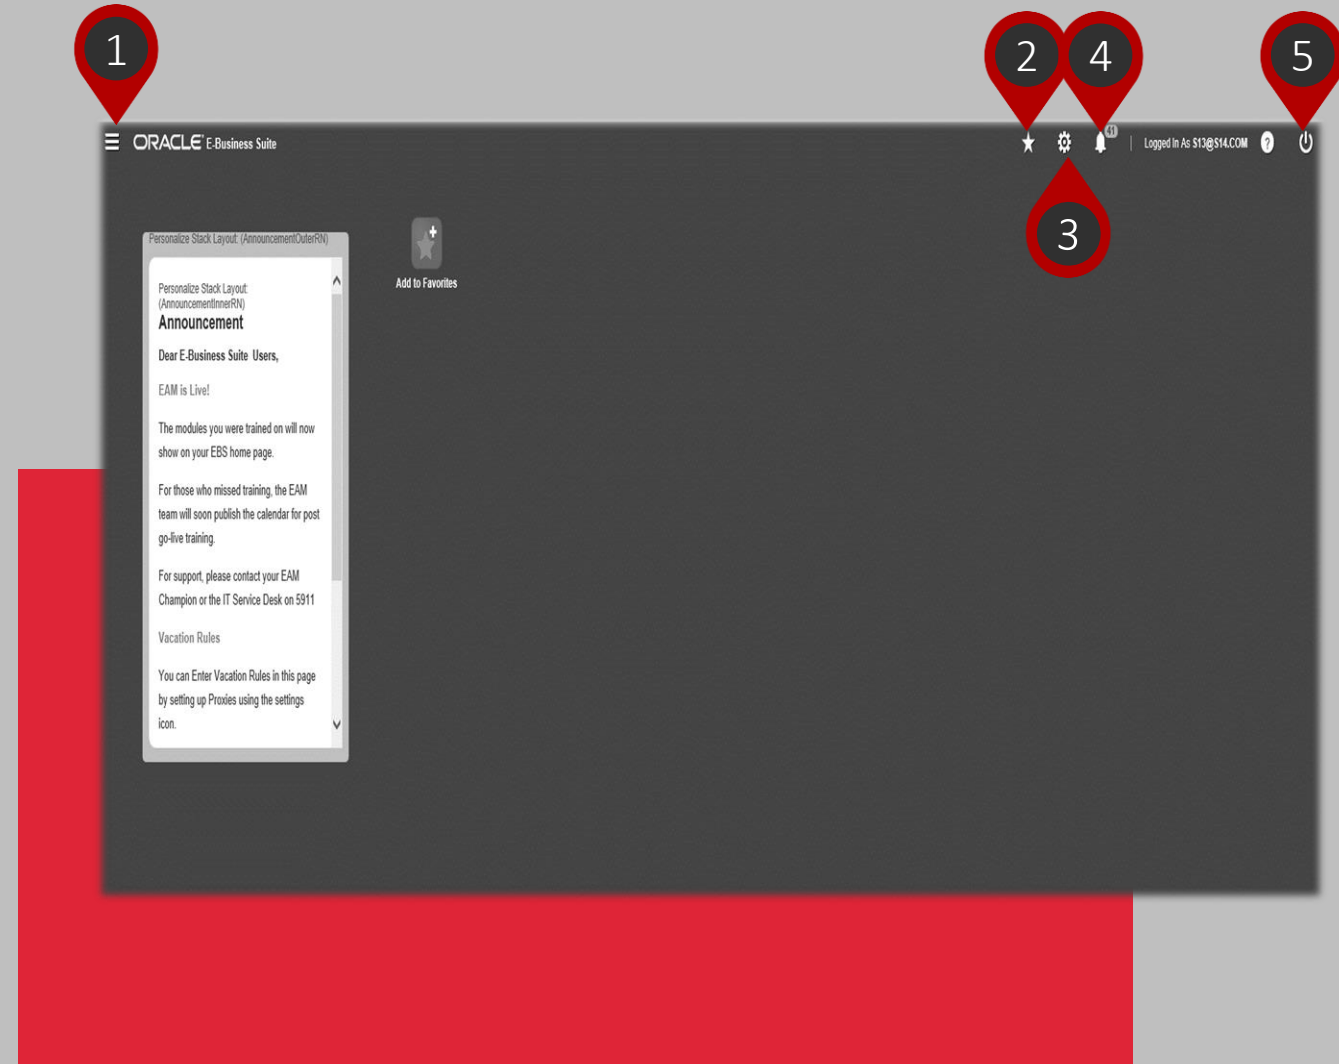 1
2
4
5
ORACLE® E-Business Suite
41
Logged In As S13@S14.COM
?
3
Personalize Stack Layout: (AnnouncementOuterRN)
Personalize Stack Layout:
(AnnouncementInnerRN)
Announcement
Dear E-Business Suite Users,
EAM is Live!
The modules you were trained on will now
show on your EBS home page.
For those who missed training, the EAM
team will soon publish the calendar for post
go-live training.
For support, please contact your EAM
Champion or the IT Service Desk on 5911
Vacation Rules
You can Enter Vacation Rules in this page
by setting up Proxies using the settings
icon.
Add to Favorites